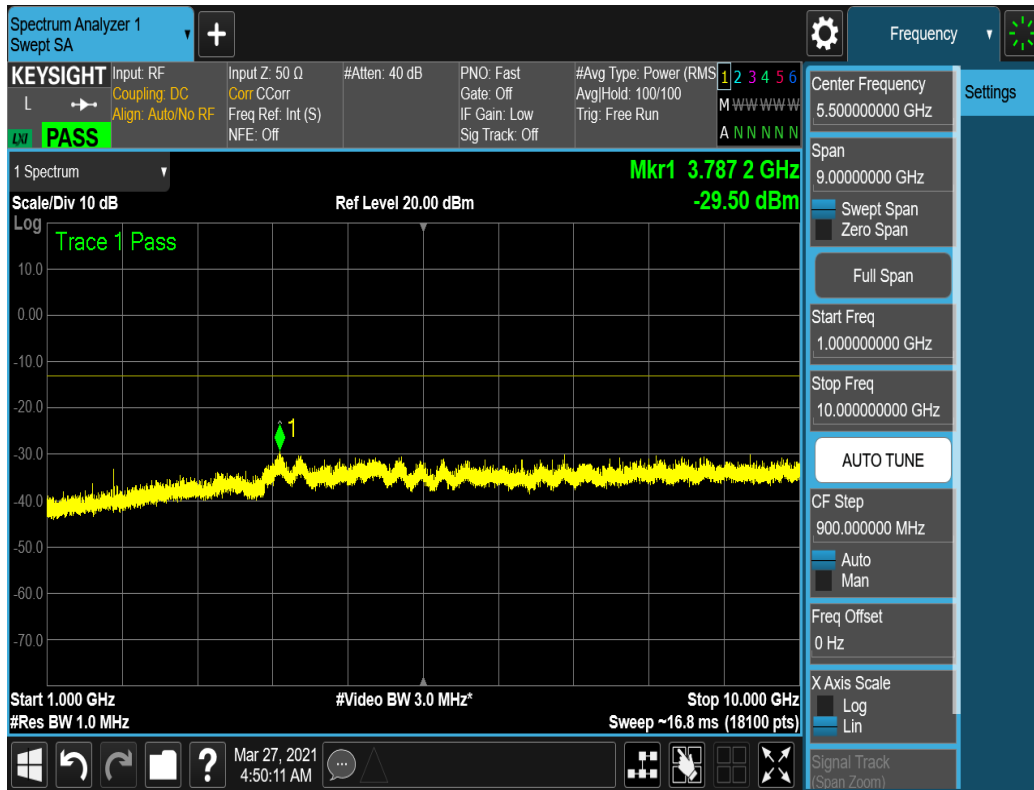 Spectrum Analyzer 1
Swept SA
Frequency
KEYSIGHT
L
LXI
PASS
Input: RF
Coupling: DC
Align: Auto/No RF
Input Z: 50 Ω
Corr CCorr
Freq Ref: Int (S)
NFE: Off
#Atten: 40 dB
PNO: Fast
Gate: Off
IF Gain: Low
Sig Track: Off
#Avg Type: Power (RMS
Avg|Hold: 100/100
Trig: Free Run
1 2 3 4 5 6
M W W W W W
A N N N N N
1 Spectrum
Scale/Div 10 dB
Ref Level 20.00 dBm
Mkr1 3.787 2 GHz
-29.50 dBm
Log
Trace 1 Pass
10.0
0.00
-10.0
-20.0
-30.0
-40.0
-50.0
-60.0
-70.0
1
Start 1.000 GHz
#Video BW 3.0 MHz*
Stop 10.000 GHz
#Res BW 1.0 MHz
Sweep ~16.8 ms (18100 pts)
Center Frequency
5.500000000 GHz
Settings
Span
9.00000000 GHz
Swept Span
Zero Span
Full Span
Start Freq
1.000000000 GHz
Stop Freq
10.000000000 GHz
AUTO TUNE
CF Step
900.000000 MHz
Auto
Man
Freq Offset
0 Hz
X Axis Scale
Log
Lin
Signal Track
(Span Zoom)
?
Mar 27, 2021
4:50:11 AM